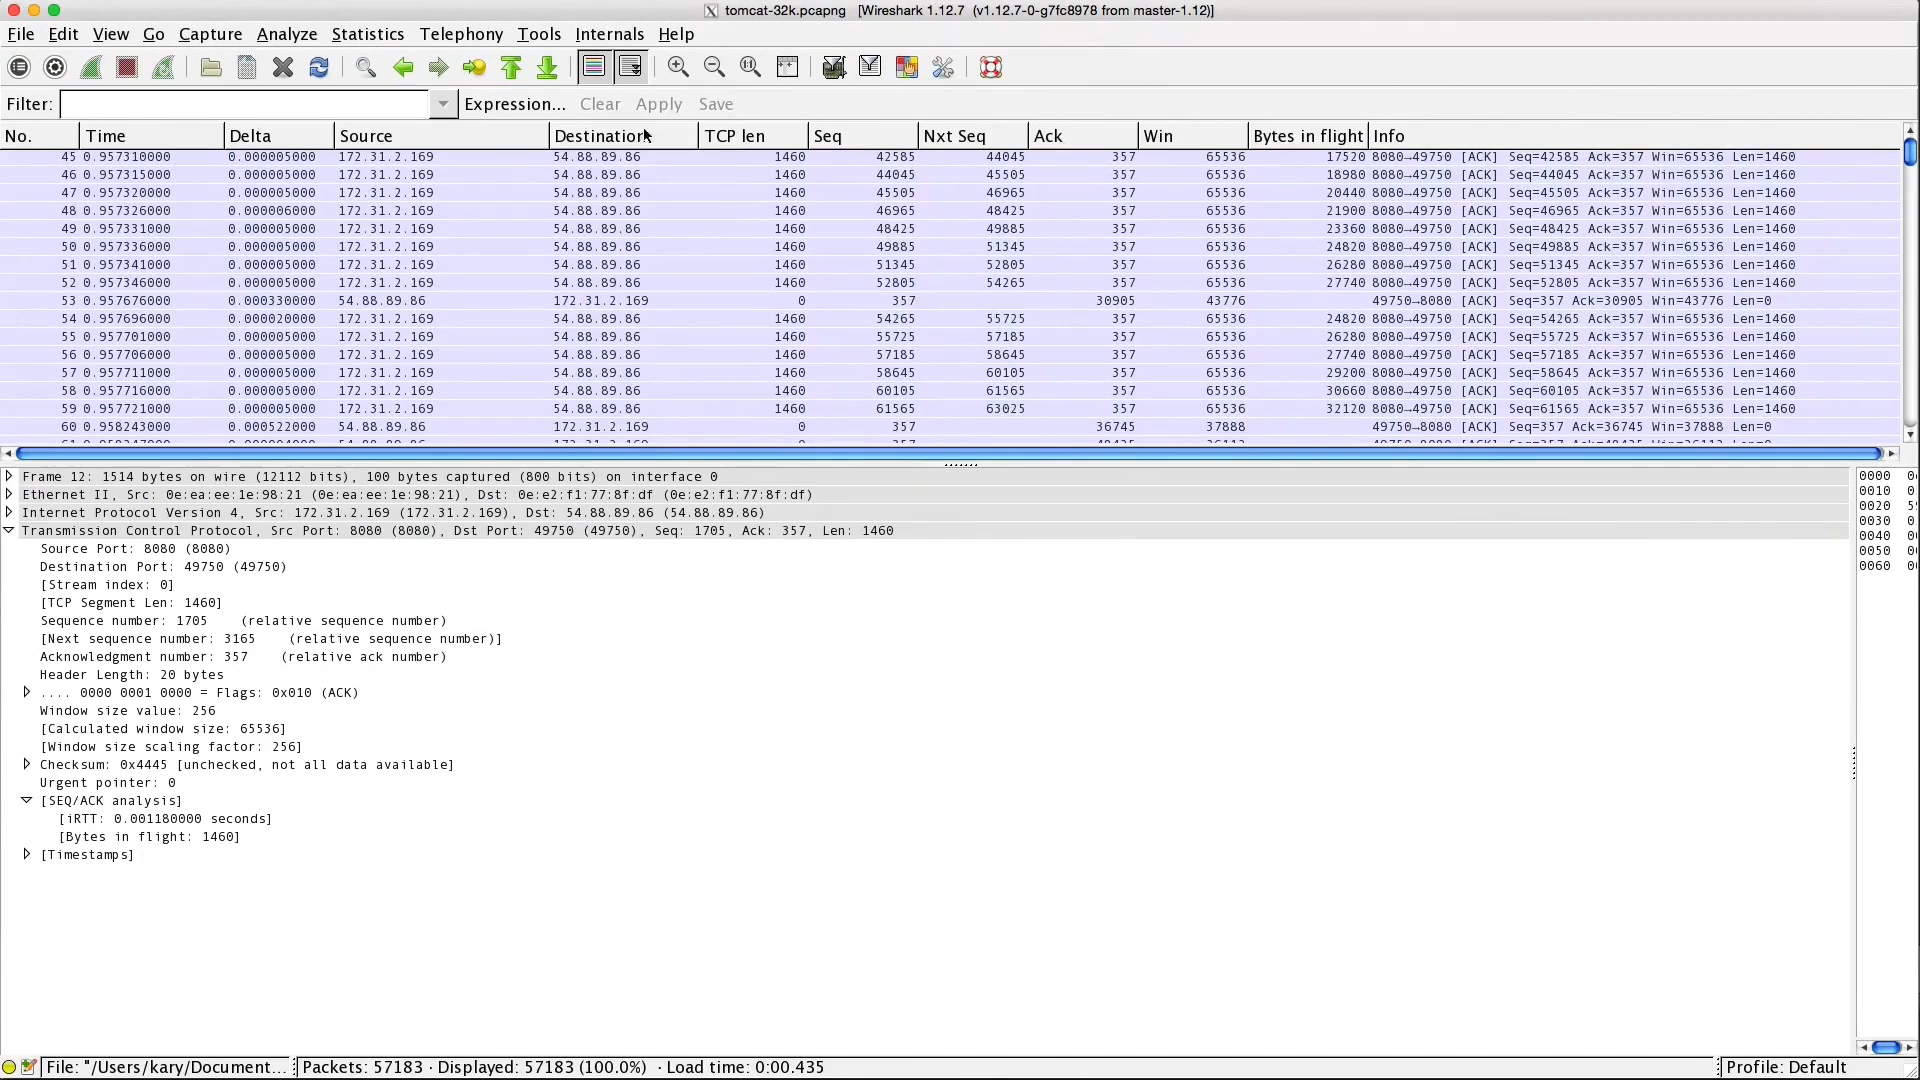 tomcat-32k.pcapng [Wireshark 1.12.7 (v1.12.7-0-g7fc8978 from master-1.12)]
File Edit View Go Capture Analyze Statistics Telephony Tools Internals Help
Filter: Expression... Clear Apply Save
No. Time Delta Source Destination TCP len Seq Nxt Seq Ack Win Bytes in flight Info
45 0.957310000 0.000005000 172.31.2.169 54.88.89.86 1460 42585 44045 357 65536 17520 8080→49750 [ACK] Seq=42585 Ack=357 Win=65536 Len=1460
46 0.957315000 0.000005000 172.31.2.169 54.88.89.86 1460 44045 45505 357 65536 18980 8080→49750 [ACK] Seq=44045 Ack=357 Win=65536 Len=1460
47 0.957320000 0.000005000 172.31.2.169 54.88.89.86 1460 45505 46965 357 65536 20440 8080→49750 [ACK] Seq=45505 Ack=357 Win=65536 Len=1460
48 0.957326000 0.000006000 172.31.2.169 54.88.89.86 1460 46965 48425 357 65536 21900 8080→49750 [ACK] Seq=46965 Ack=357 Win=65536 Len=1460
49 0.957331000 0.000005000 172.31.2.169 54.88.89.86 1460 48425 49885 357 65536 23360 8080→49750 [ACK] Seq=48425 Ack=357 Win=65536 Len=1460
50 0.957336000 0.000005000 172.31.2.169 54.88.89.86 1460 49885 51345 357 65536 24820 8080→49750 [ACK] Seq=49885 Ack=357 Win=65536 Len=1460
51 0.957341000 0.000005000 172.31.2.169 54.88.89.86 1460 51345 52805 357 65536 26280 8080→49750 [ACK] Seq=51345 Ack=357 Win=65536 Len=1460
52 0.957346000 0.000005000 172.31.2.169 54.88.89.86 1460 52805 54265 357 65536 27740 8080→49750 [ACK] Seq=52805 Ack=357 Win=65536 Len=1460
53 0.957676000 0.000330000 54.88.89.86 172.31.2.169 0 357 30905 43776 49750→8080 [ACK] Seq=357 Ack=30905 Win=43776 Len=0
54 0.957696000 0.000020000 172.31.2.169 54.88.89.86 1460 54265 55725 357 65536 24820 8080→49750 [ACK] Seq=54265 Ack=357 Win=65536 Len=1460
55 0.957701000 0.000005000 172.31.2.169 54.88.89.86 1460 55725 57185 357 65536 26280 8080→49750 [ACK] Seq=55725 Ack=357 Win=65536 Len=1460
56 0.957706000 0.000005000 172.31.2.169 54.88.89.86 1460 57185 58645 357 65536 27740 8080→49750 [ACK] Seq=57185 Ack=357 Win=65536 Len=1460
57 0.957711000 0.000005000 172.31.2.169 54.88.89.86 1460 58645 60105 357 65536 29200 8080→49750 [ACK] Seq=58645 Ack=357 Win=65536 Len=1460
58 0.957716000 0.000005000 172.31.2.169 54.88.89.86 1460 60105 61565 357 65536 30660 8080→49750 [ACK] Seq=60105 Ack=357 Win=65536 Len=1460
59 0.957721000 0.000005000 172.31.2.169 54.88.89.86 1460 61565 63025 357 65536 32120 8080→49750 [ACK] Seq=61565 Ack=357 Win=65536 Len=1460
60 0.958243000 0.000522000 54.88.89.86 172.31.2.169 0 357 36745 37888 49750→8080 [ACK] Seq=357 Ack=36745 Win=37888 Len=0
Frame 12: 1514 bytes on wire (12112 bits), 100 bytes captured (800 bits) on interface 0
Ethernet II, Src: 0e:ea:ee:1e:98:21 (0e:ea:ee:1e:98:21), Dst: 0e:e2:f1:77:8f:df (0e:e2:f1:77:8f:df)
Internet Protocol Version 4, Src: 172.31.2.169 (172.31.2.169), Dst: 54.88.89.86 (54.88.89.86)
Transmission Control Protocol, Src Port: 8080 (8080), Dst Port: 49750 (49750), Seq: 1705, Ack: 357, Len: 1460
Source Port: 8080 (8080)
Destination Port: 49750 (49750)
[Stream index: 0]
[TCP Segment Len: 1460]
Sequence number: 1705 (relative sequence number)
[Next sequence number: 3165 (relative sequence number)]
Acknowledgment number: 357 (relative ack number)
Header Length: 20 bytes
.... 0000 0001 0000 = Flags: 0x010 (ACK)
Window size value: 256
[Calculated window size: 65536]
[Window size scaling factor: 256]
Checksum: 0x4445 [unchecked, not all data available]
Urgent pointer: 0
[SEQ/ACK analysis]
[iRTT: 0.001180000 seconds]
[Bytes in flight: 1460]
[Timestamps]
0000
0010
0020
0030
0040
0050
0060
File: "/Users/kary/Document... Packets: 57183 · Displayed: 57183 (100.0%) · Load time: 0:00.435 Profile: Default